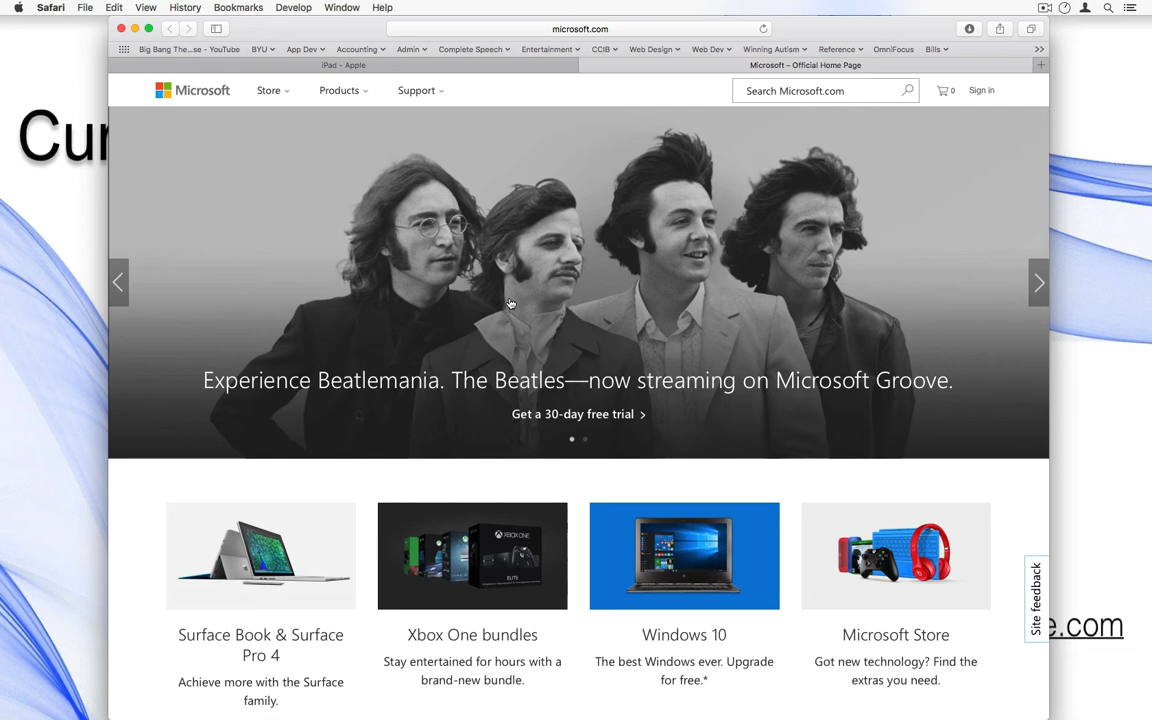 Safari File Edit View History Bookmarks Develop Window Help
microsoft.com
Big Bang The...se - YouTube BYU App Dev Accounting Admin Complete Speech Entertainment CCIB Web Design Web Dev Winning Autism Reference OmniFocus Bills
iPad - Apple Microsoft – Official Home Page
Microsoft Store Products Support Search Microsoft.com 0 Sign in
Experience Beatlemania. The Beatles—now streaming on Microsoft Groove.
Get a 30-day free trial
XBOX ONE
ELITE
Surface Book & Surface
Pro 4
Achieve more with the Surface
family.
Xbox One bundles
Stay entertained for hours with a
brand-new bundle.
Windows 10
The best Windows ever. Upgrade
for free.*
Microsoft Store
Got new technology? Find the
extras you need.
Site feedback
e.com